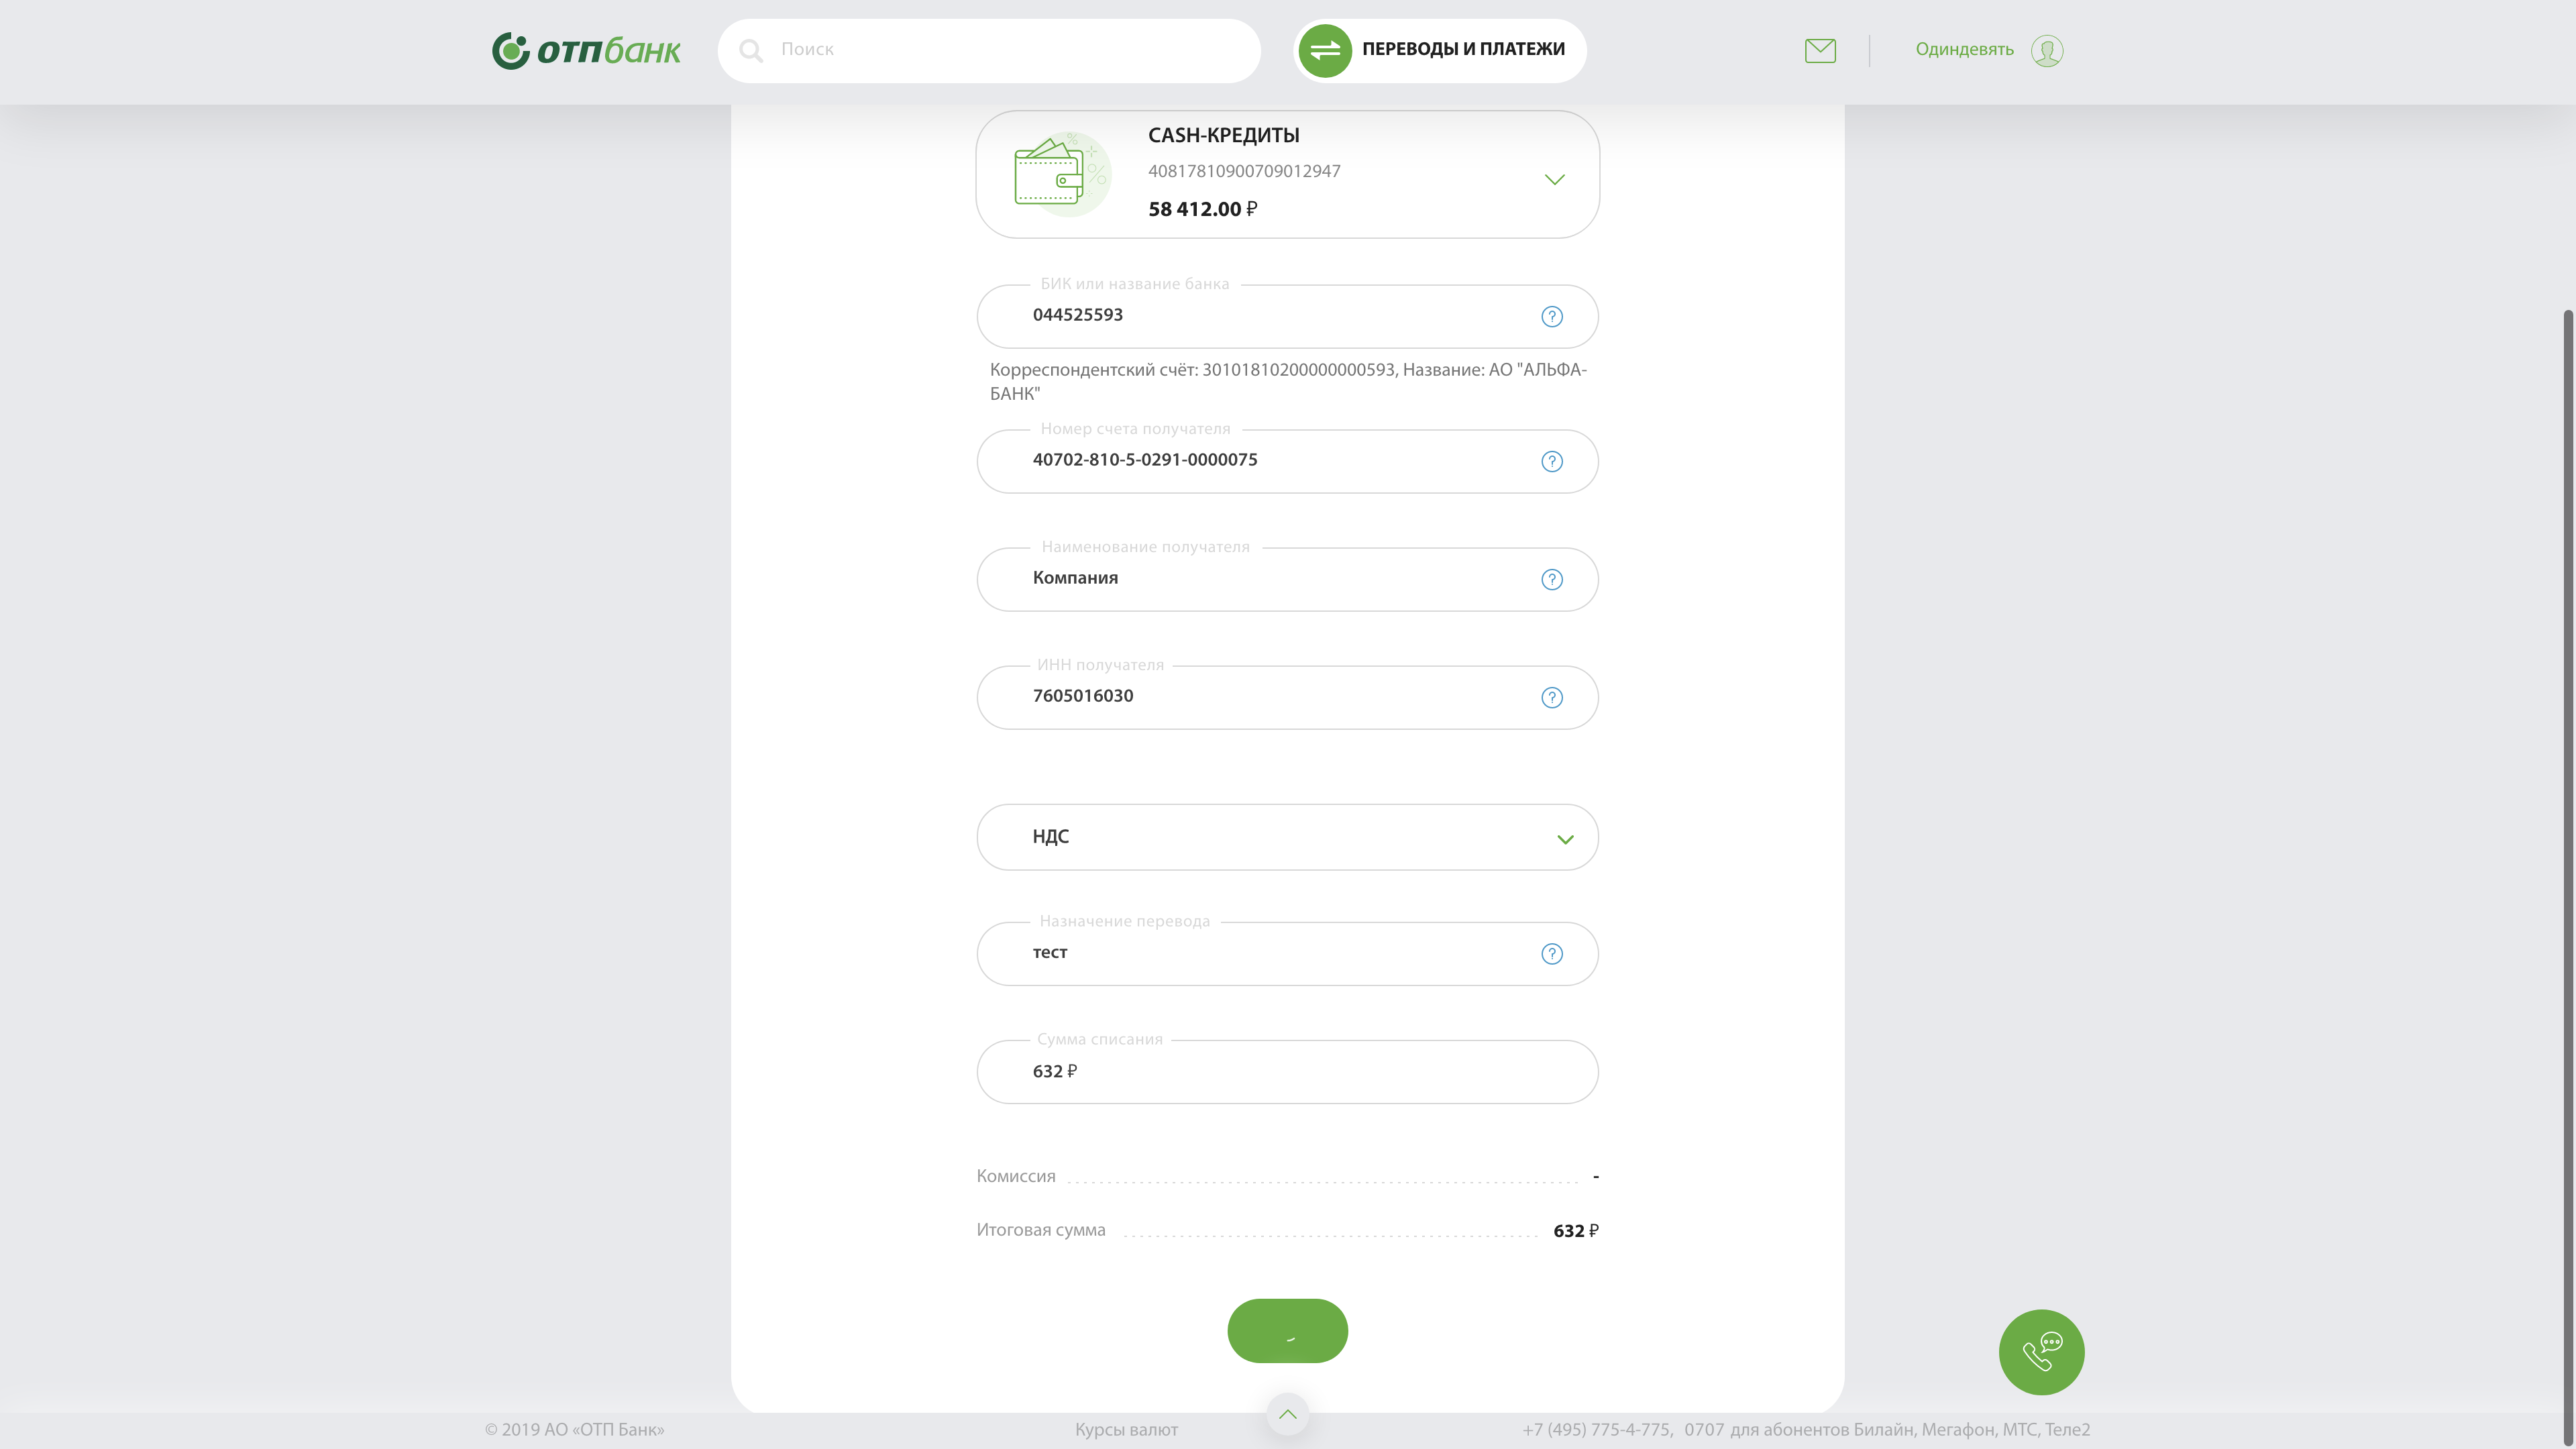 отпбанк
Поиск
ПЕРЕВОДЫ И ПЛАТЕЖИ
Одиндевять
CASH-КРЕДИТЫ
40817810900709012947
58 412.00 ₽
БИК или название банка
044525593
Корреспондентский счёт: 30101810200000000593, Название: АО "АЛЬФА-
БАНК"
Номер счета получателя
40702-810-5-0291-0000075
Наименование получателя
Компания
ИНН получателя
7605016030
НДС
Назначение перевода
тест
Сумма списания
632 ₽
Комиссия -
Итоговая сумма 632 ₽
© 2019 АО «ОТП Банк»
Курсы валют
+7 (495) 775-4-775, 0707 для абонентов Билайн, Мегафон, МТС, Теле2